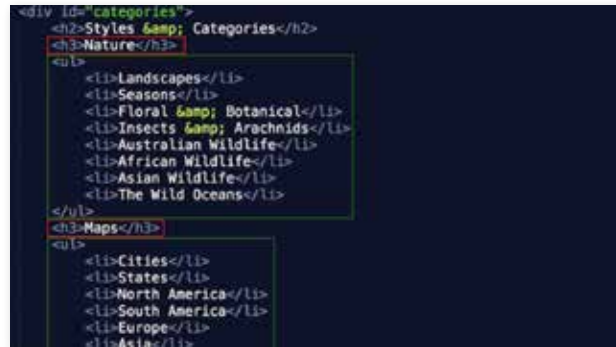 <div id="categories">
<h2>Styles &amp; Categories</h2>
<h3>Nature</h3>
<ul>
<li>Landscapes</li>
<li>Seasons</li>
<li>Floral &amp; Botanical</li>
<li>Insects &amp; Arachnids</li>
<li>Australian Wildlife</li>
<li>African Wildlife</li>
<li>Asian Wildlife</li>
<li>The Wild Oceans</li>
</ul>
<h3>Maps</h3>
<ul>
<li>Cities</li>
<li>States</li>
<li>North America</li>
<li>South America</li>
<li>Europe</li>
<li>Asia</li>